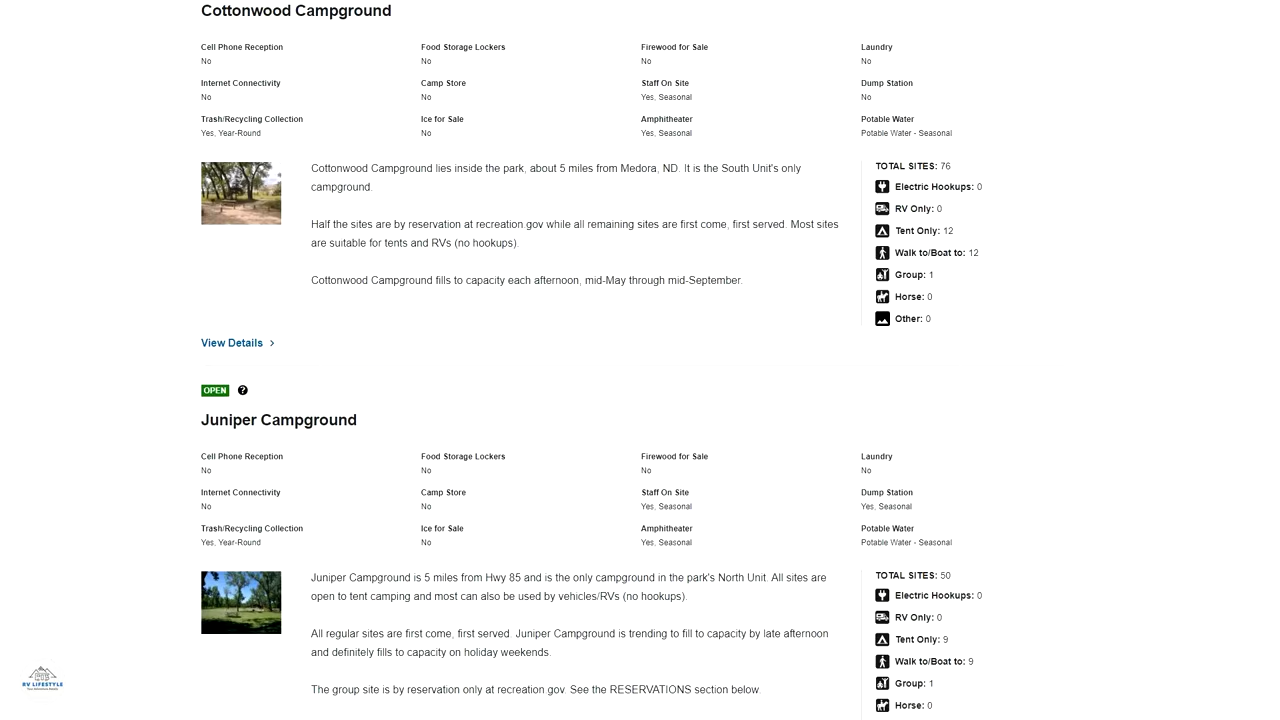 Cottonwood Campground
Cell Phone Reception
No
Food Storage Lockers
No
Firewood for Sale
No
Laundry
No
Internet Connectivity
No
Camp Store
No
Staff On Site
Yes, Seasonal
Dump Station
No
Trash/Recycling Collection
Yes, Year-Round
Ice for Sale
No
Amphitheater
Yes, Seasonal
Potable Water
Potable Water - Seasonal
Cottonwood Campground lies inside the park, about 5 miles from Medora, ND. It is the South Unit's only
campground.
Half the sites are by reservation at recreation.gov while all remaining sites are first come, first served. Most sites
are suitable for tents and RVs (no hookups).
Cottonwood Campground fills to capacity each afternoon, mid-May through mid-September.
TOTAL SITES: 76
Electric Hookups: 0
RV Only: 0
Tent Only: 12
Walk to/Boat to: 12
Group: 1
Horse: 0
Other: 0
View Details >
OPEN ?
Juniper Campground
Cell Phone Reception
No
Food Storage Lockers
No
Firewood for Sale
No
Laundry
No
Internet Connectivity
No
Camp Store
No
Staff On Site
Yes, Seasonal
Dump Station
Yes, Seasonal
Trash/Recycling Collection
Yes, Year-Round
Ice for Sale
No
Amphitheater
Yes, Seasonal
Potable Water
Potable Water - Seasonal
Juniper Campground is 5 miles from Hwy 85 and is the only campground in the park's North Unit. All sites are
open to tent camping and most can also be used by vehicles/RVs (no hookups).
All regular sites are first come, first served. Juniper Campground is trending to fill to capacity by late afternoon
and definitely fills to capacity on holiday weekends.
The group site is by reservation only at recreation.gov. See the RESERVATIONS section below.
TOTAL SITES: 50
Electric Hookups: 0
RV Only: 0
Tent Only: 9
Walk to/Boat to: 9
Group: 1
Horse: 0
RV LIFESTYLE